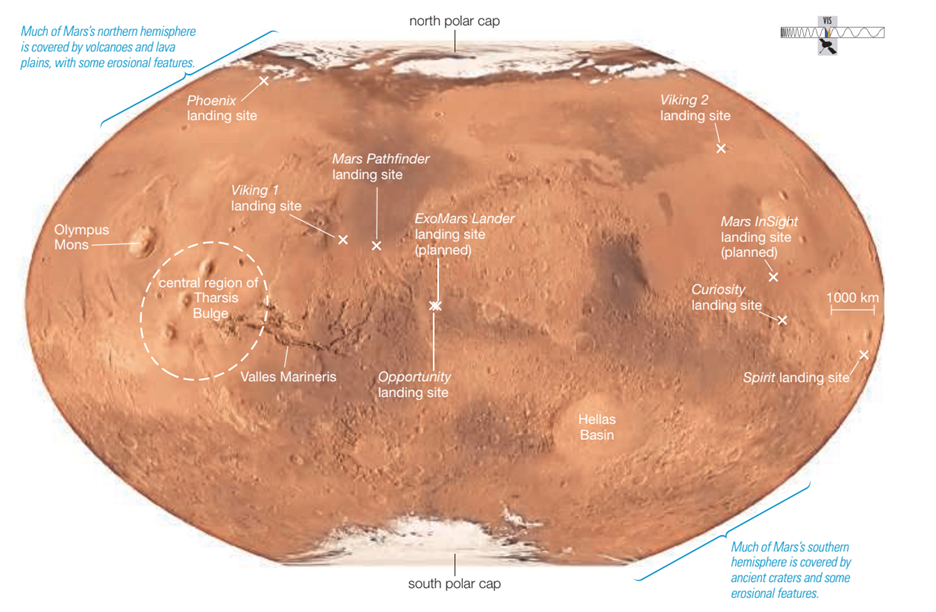 north polar cap
VIS
Much of Mars's northern hemisphere
is covered by volcanoes and lava
plains, with some erosional features.
Phoenix
landing site
Viking 2
landing site
Mars Pathfinder
landing site
Viking 1
landing site
ExoMars Lander
landing site
(planned)
Olympus
Mons
Mars InSight
landing site
(planned)
central region of
Tharsis
Bulge
Curiosity
landing site
1000 km
Valles Marineris
Opportunity
landing site
Spirit landing site
Hellas
Basin
Much of Mars's southern
hemisphere is covered by
ancient craters and some
erosional features.
south polar cap